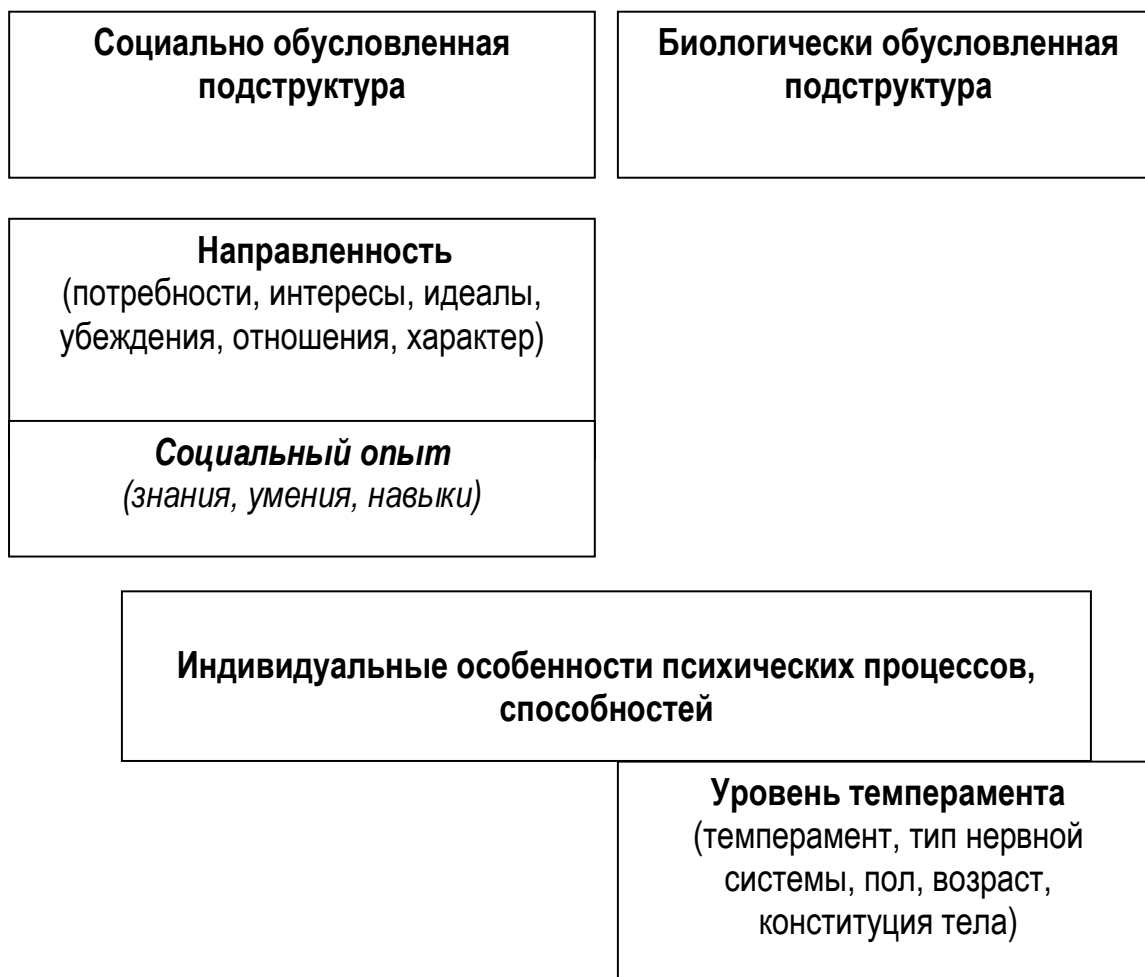 Социально обусловленная
подструктура
Биологически обусловленная
подструктура
Направленность
(потребности, интересы, идеалы,
убеждения, отношения, характер)
Социальный опыт
(знания, умения, навыки)
Индивидуальные особенности психических процессов,
способностей
Уровень темперамента
(темперамент, тип нервной
системы, пол, возраст,
конституция тела)